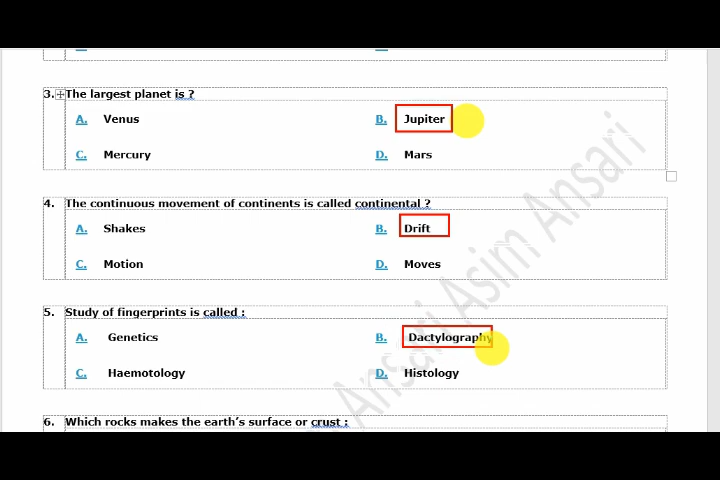 3. The largest planet is ?
A. Venus B. Jupiter
C. Mercury D. Mars
4. The continuous movement of continents is called continental ?
A. Shakes B. Drift
C. Motion D. Moves
5. Study of fingerprints is called :
A. Genetics B. Dactylography
C. Haemotology D. Histology
6. Which rocks makes the earth's surface or crust :
Ansari Asim Ansari